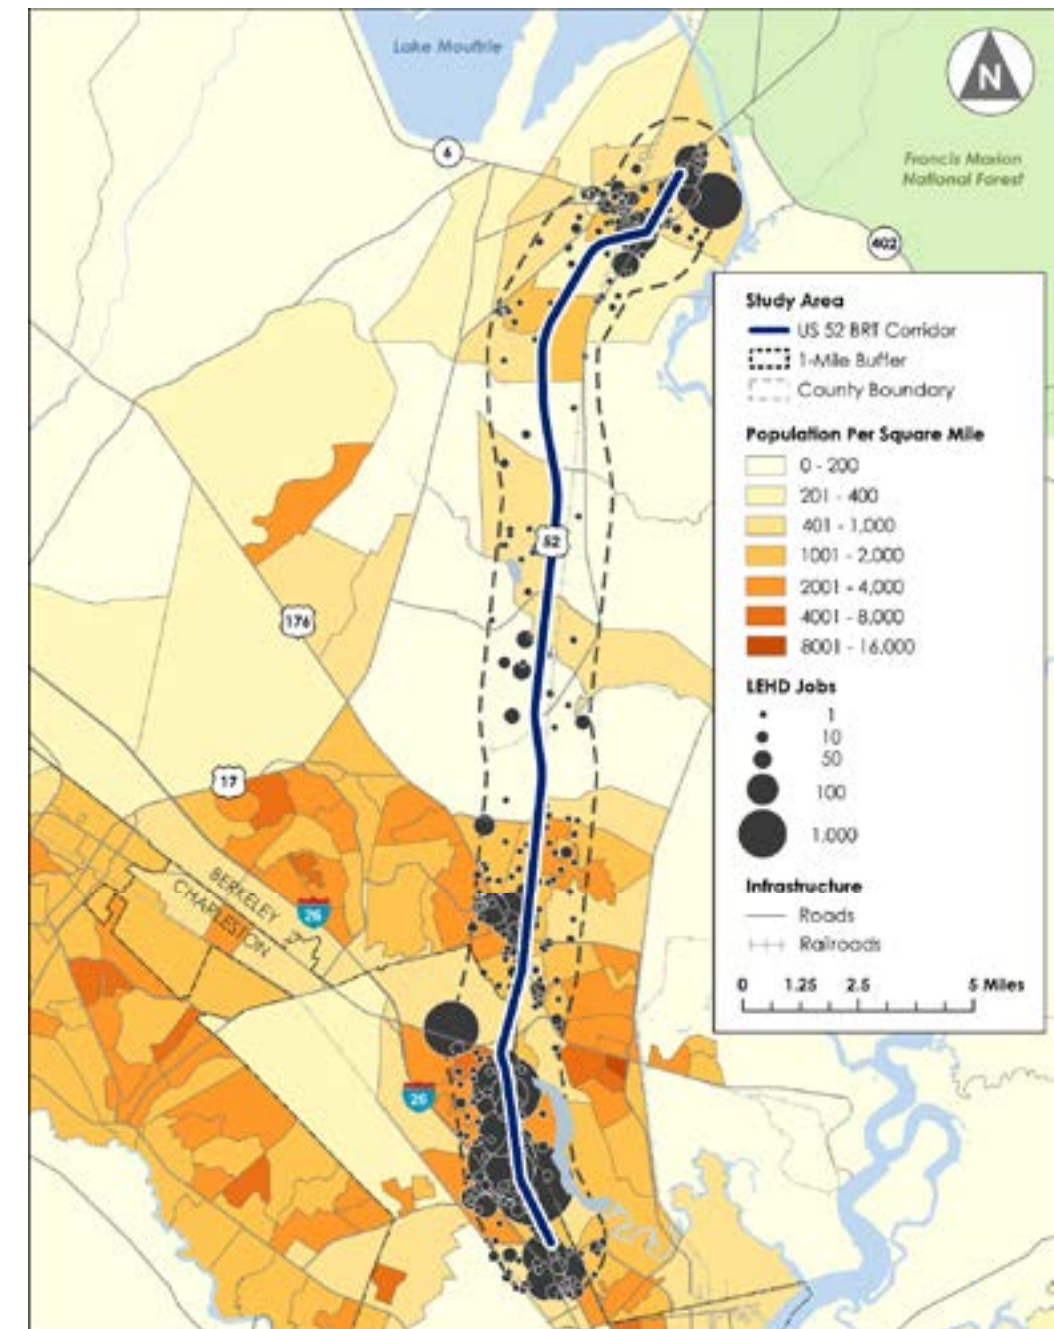 Lake Moultrie
N
6
Francis Marion
National Forest
402
Study Area
US 52 BRT Corridor
1-Mile Buffer
County Boundary
Population Per Square Mile
0 - 200
201 - 400
401 - 1,000
1001 - 2,000
2001 - 4,000
4001 - 8,000
8001 - 16,000
52
176
LEHD Jobs
1
10
50
100
1,000
17
Infrastructure
Roads
Railroads
BERKELEY
CHARLESTON
26
0 1.25 2.5 5 Miles
26